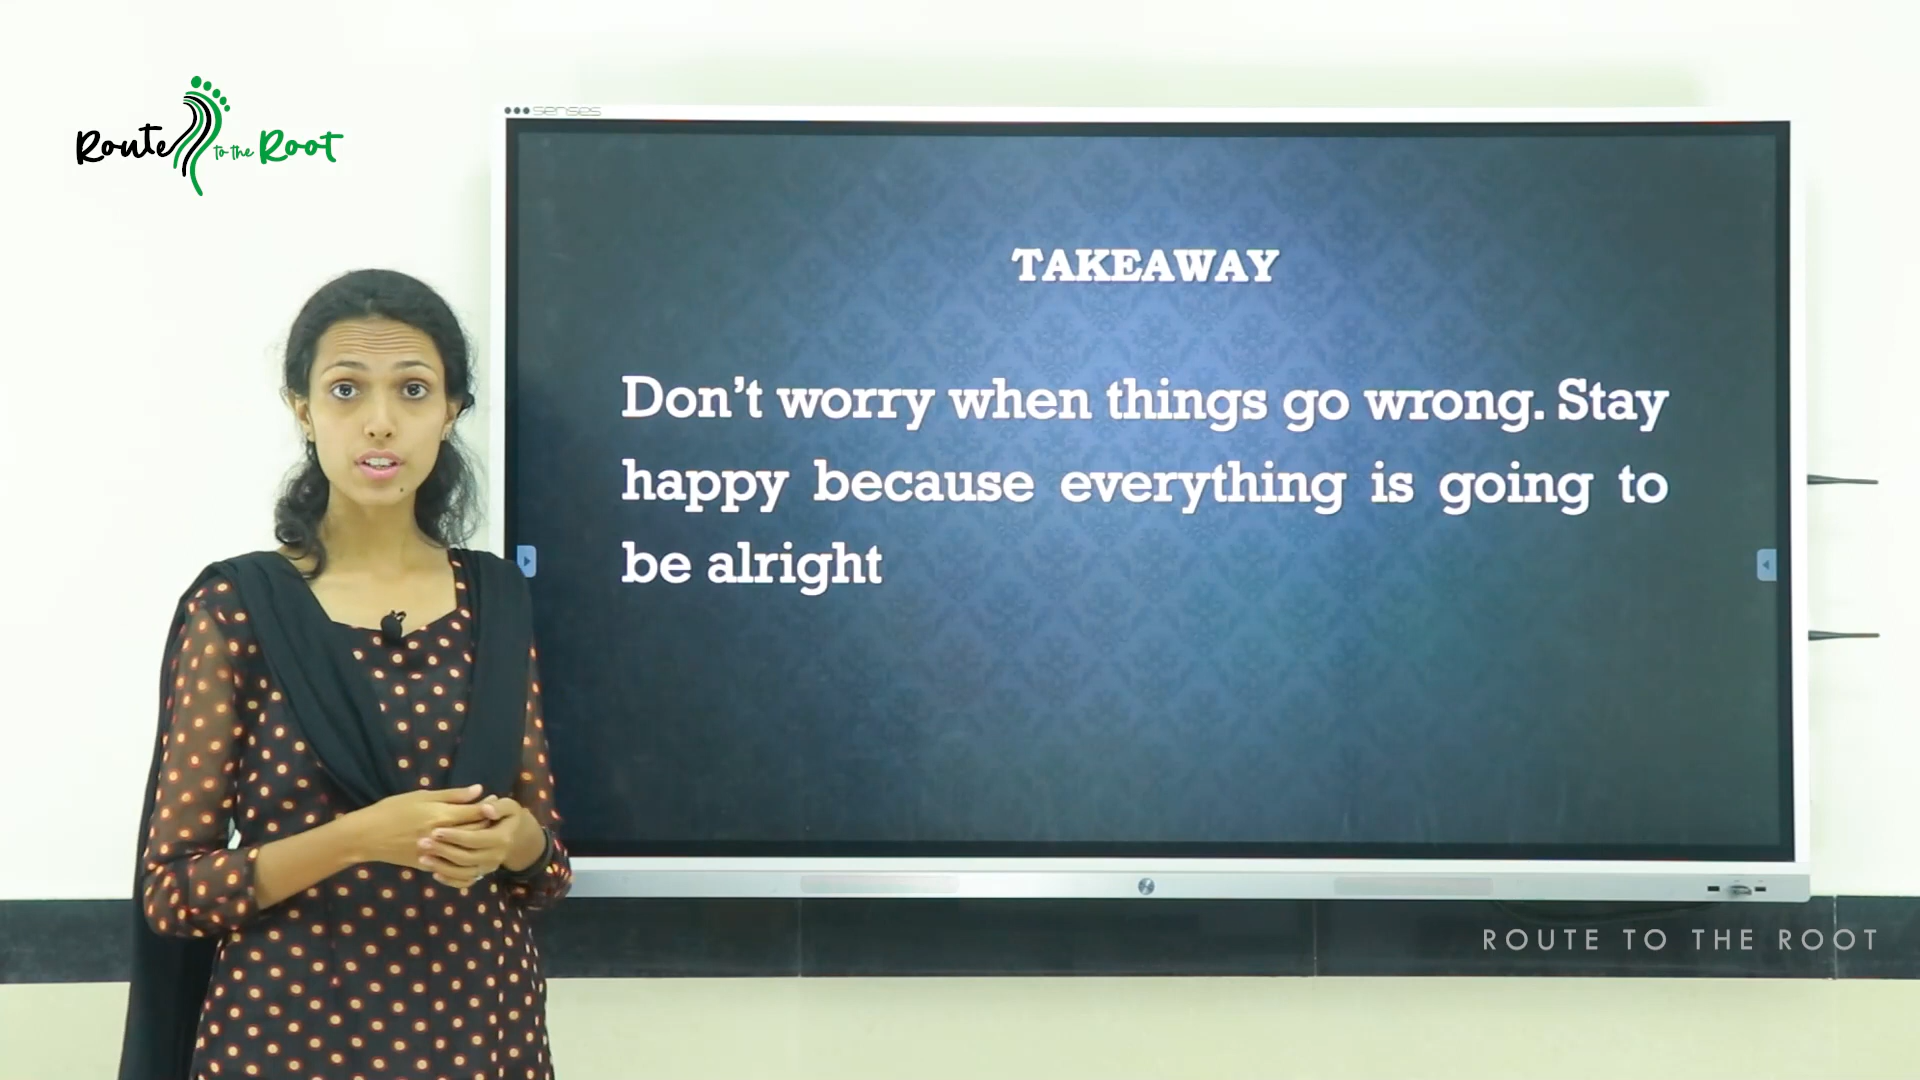 Route to the Root
senses
TAKEAWAY
Don't worry when things go wrong. Stay
happy because everything is going to
be alright
ROUTE TO THE ROOT